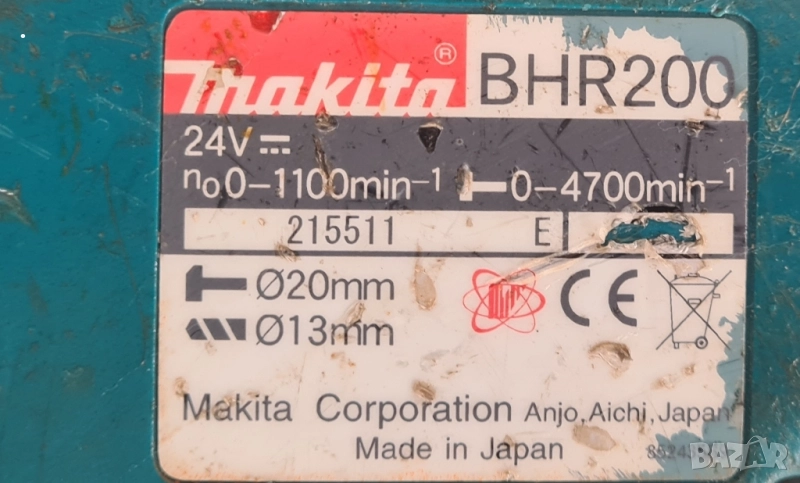 Makita® BHR200
24V
n₀0-1100min⁻¹ 0-4700min⁻¹
215511 E
Ø20mm CE
Ø13mm
Makita Corporation Anjo, Aichi, Japan
Made in Japan
BAZAR